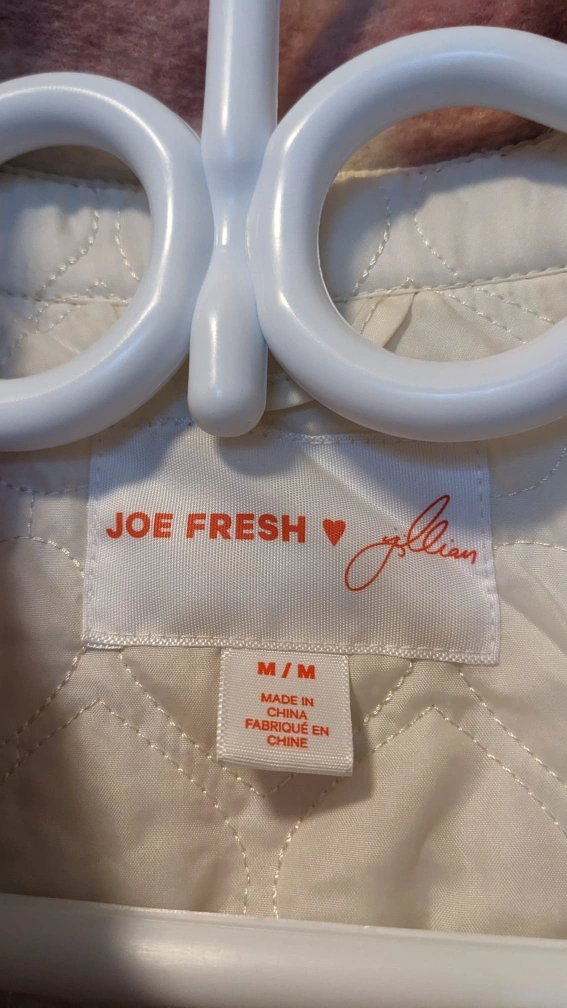 JOE FRESH ♥ jillian
M / M
MADE IN
CHINA
FABRIQUÉ EN
CHINE